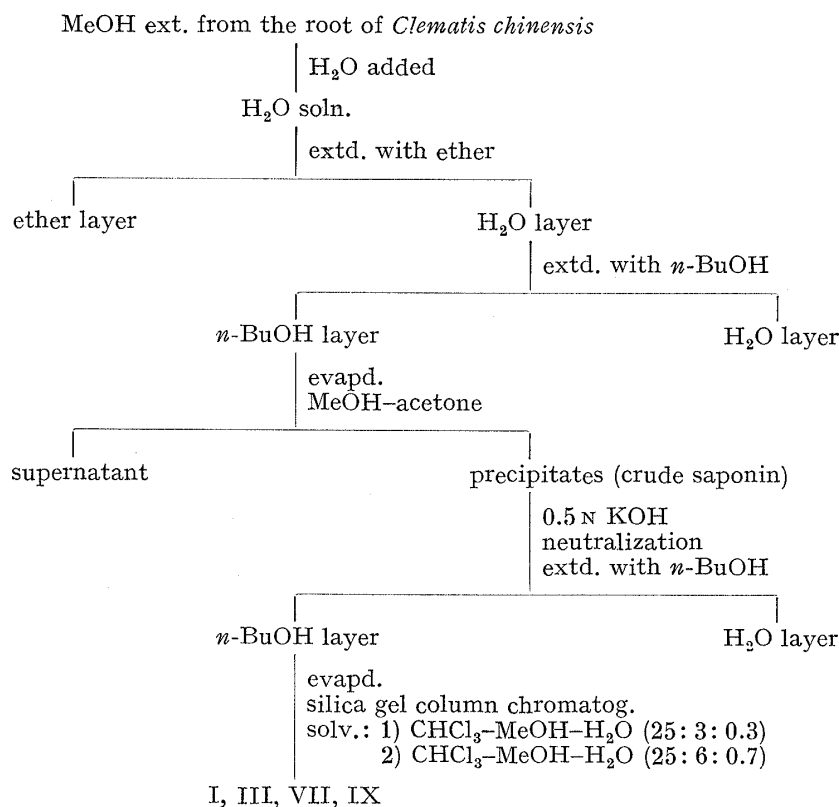 MeOH ext. from the root of Clematis chinensis
H₂O added
H₂O soln.
extd. with ether
ether layer
H₂O layer
extd. with n-BuOH
n-BuOH layer
H₂O layer
evapd.
MeOH–acetone
supernatant
precipitates (crude saponin)
0.5 N KOH
neutralization
extd. with n-BuOH
n-BuOH layer
H₂O layer
evapd.
silica gel column chromatog.
solv.: 1) CHCl₃–MeOH–H₂O (25: 3: 0.3)
2) CHCl₃–MeOH–H₂O (25: 6: 0.7)
I, III, VII, IX